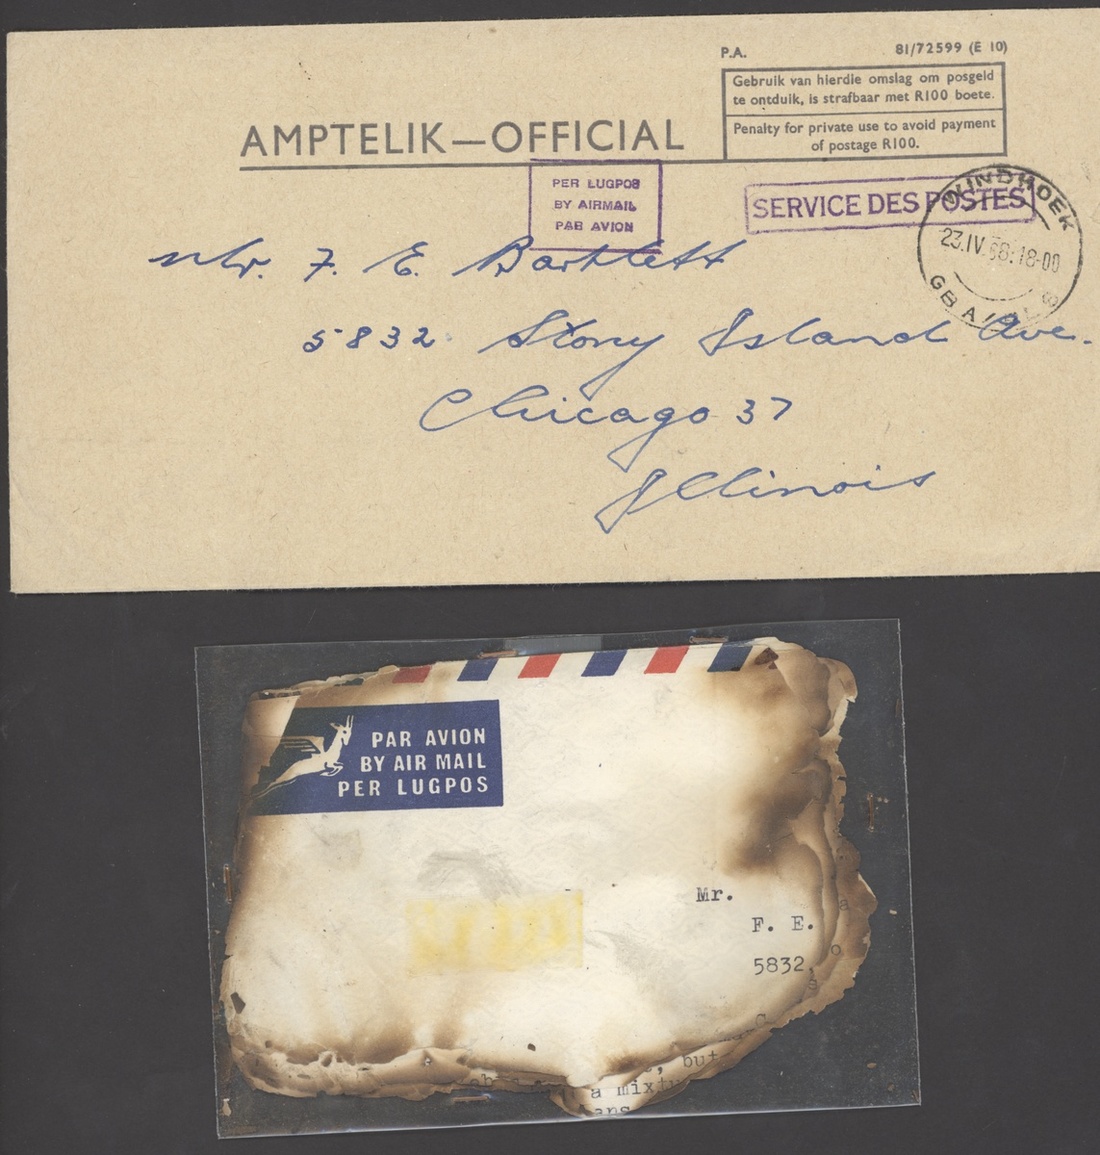 P.A. 81/72599 (E 10)
Gebruik van hierdie omslag om posgeld
te ontduik, is strafbaar met R100 boete.
Penalty for private use to avoid payment
of postage R100.
AMPTELIK—OFFICIAL
PER LUGPOS
BY AIRMAIL
PAR AVION
SERVICE DES POSTES
WINDHOEK
23.IV.68:18-00
Mr. F. E. Bartlett
5832 Stony Island Ave.
Chicago 37
Illinois
PAR AVION
BY AIR MAIL
PER LUGPOS
Mr.
F. E.
5832
but
a mixtu